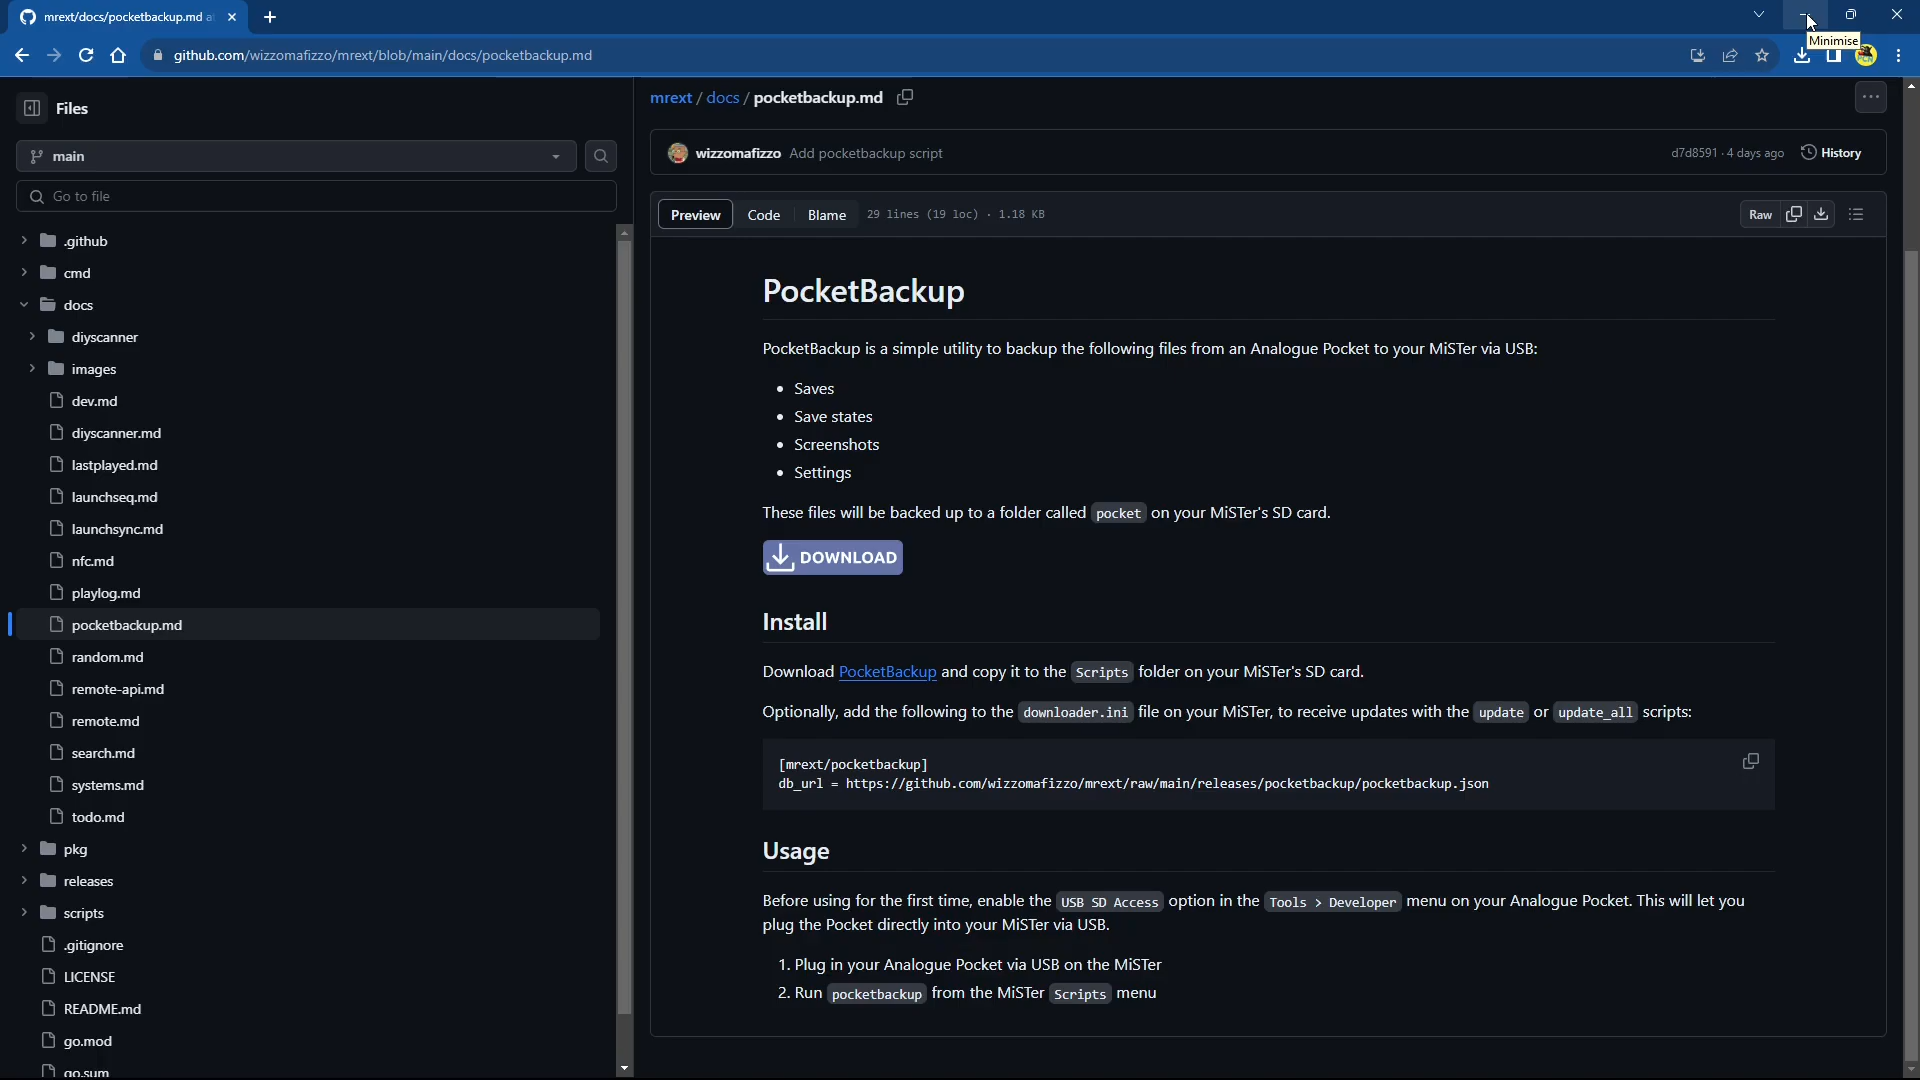 mrext/docs/pocketbackup.md a
Minimise
github.com/wizzomafizzo/mrext/blob/main/docs/pocketbackup.md
Files
main
Go to file
.github
cmd
docs
diyscanner
images
dev.md
diyscanner.md
lastplayed.md
launchseq.md
launchsync.md
nfc.md
playlog.md
pocketbackup.md
random.md
remote-api.md
remote.md
search.md
systems.md
todo.md
pkg
releases
scripts
.gitignore
LICENSE
README.md
go.mod
go.sum
mrext / docs / pocketbackup.md
wizzomafizzo Add pocketbackup script d7d8591 · 4 days ago History
Preview Code Blame 29 lines (19 loc) · 1.18 KB Raw
PocketBackup
PocketBackup is a simple utility to backup the following files from an Analogue Pocket to your MiSTer via USB:
• Saves
• Save states
• Screenshots
• Settings
These files will be backed up to a folder called pocket on your MiSTer's SD card.
DOWNLOAD
Install
Download PocketBackup and copy it to the Scripts folder on your MiSTer's SD card.
Optionally, add the following to the downloader.ini file on your MiSTer, to receive updates with the update or update_all scripts:
[mrext/pocketbackup]
db_url = https://github.com/wizzomafizzo/mrext/raw/main/releases/pocketbackup/pocketbackup.json
Usage
Before using for the first time, enable the USB SD Access option in the Tools > Developer menu on your Analogue Pocket. This will let you
plug the Pocket directly into your MiSTer via USB.
1. Plug in your Analogue Pocket via USB on the MiSTer
2. Run pocketbackup from the MiSTer Scripts menu